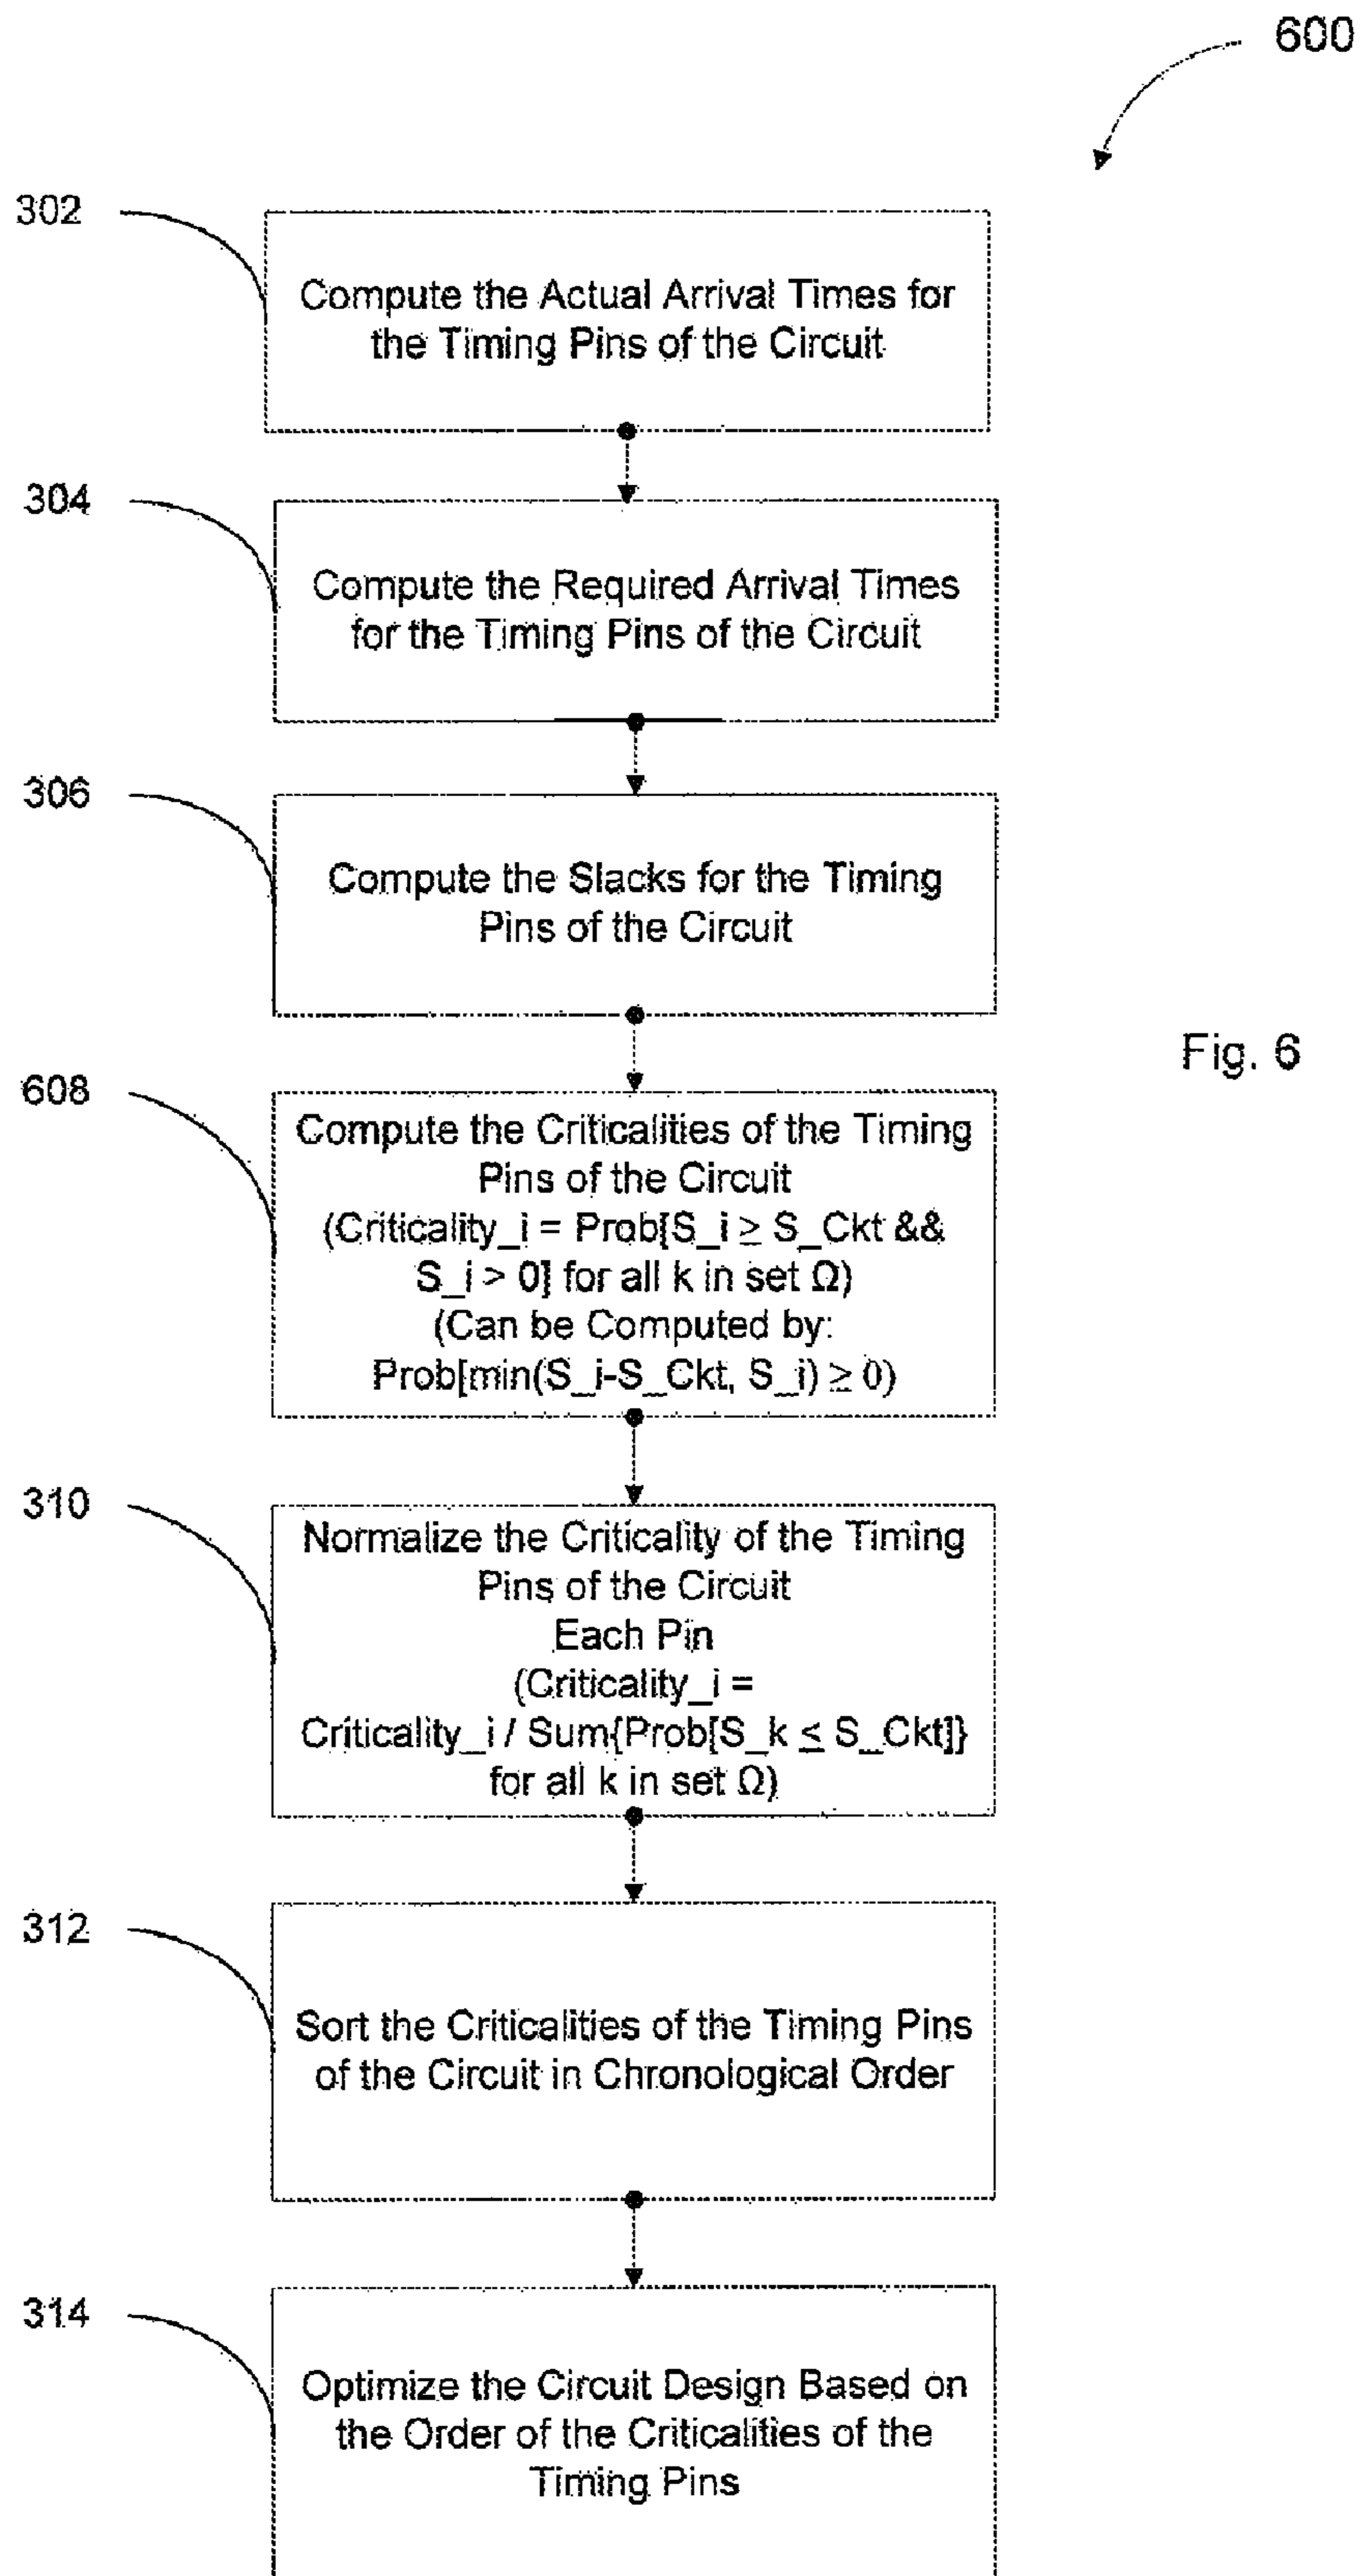 600
302
Compute the Actual Arrival Times for
the Timing Pins of the Circuit
304
Compute the Required Arrival Times
for the Timing Pins of the Circuit
306
Compute the Slacks for the Timing
Pins of the Circuit
Fig. 6
608
Compute the Criticalities of the Timing
Pins of the Circuit
(Criticality_i = Prob[S_i ≥ S_Ckt &&
S_i > 0] for all k in set Ω)
(Can be Computed by:
Prob[min(S_i-S_Ckt, S_i) ≥ 0)
310
Normalize the Criticality of the Timing
Pins of the Circuit
Each Pin
(Criticality_i =
Criticality_i / Sum{Prob[S_k ≤ S_Ckt]}
for all k in set Ω)
312
Sort the Criticalities of the Timing Pins
of the Circuit in Chronological Order
314
Optimize the Circuit Design Based on
the Order of the Criticalities of the
Timing Pins